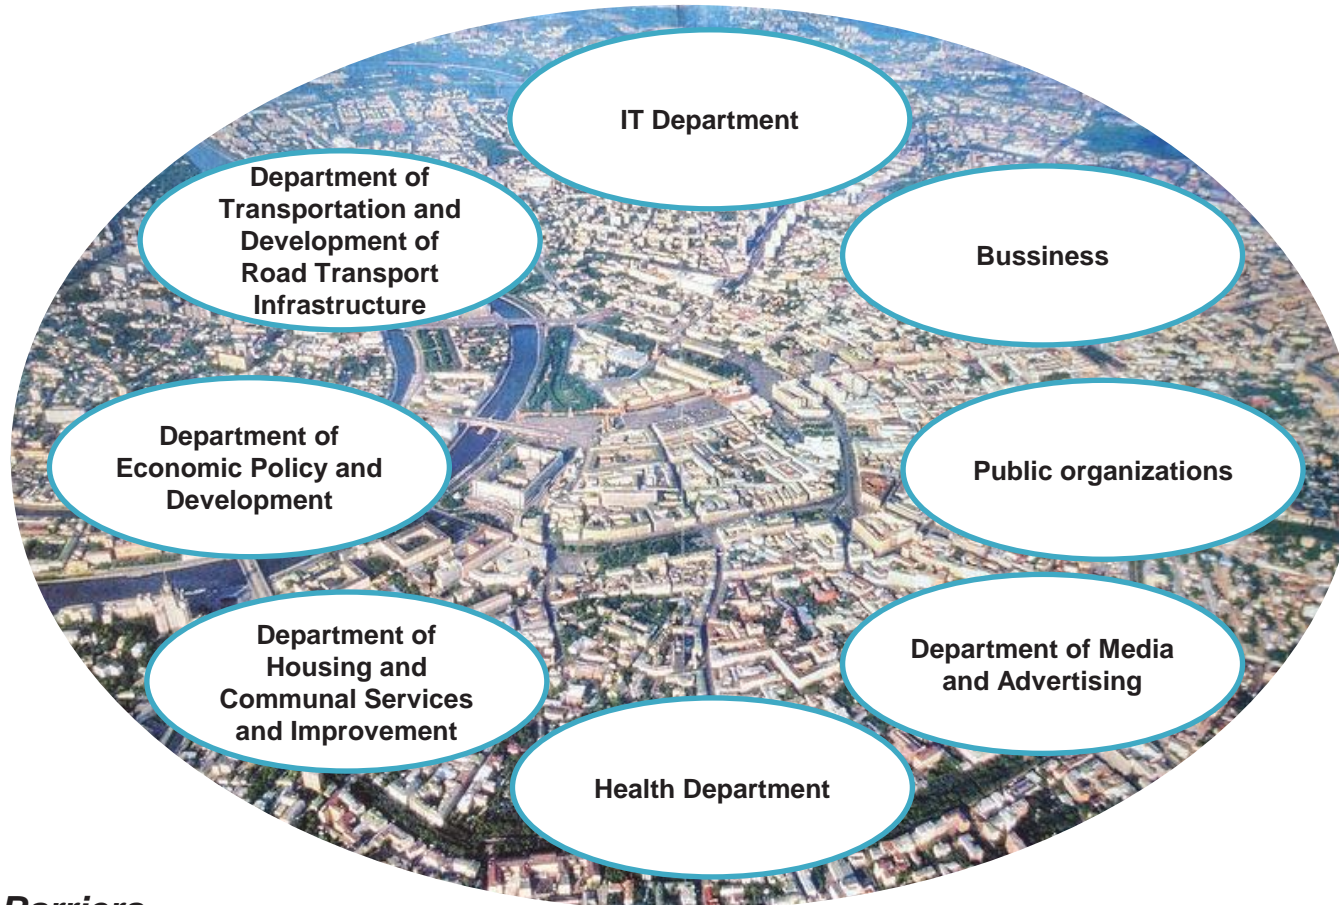 IT Department
Department of
Transportation and
Development of
Road Transport
Infrastructure
Bussiness
Department of
Economic Policy and
Development
Public organizations
Department of
Housing and
Communal Services
and Improvement
Department of Media
and Advertising
Health Department
Barriers